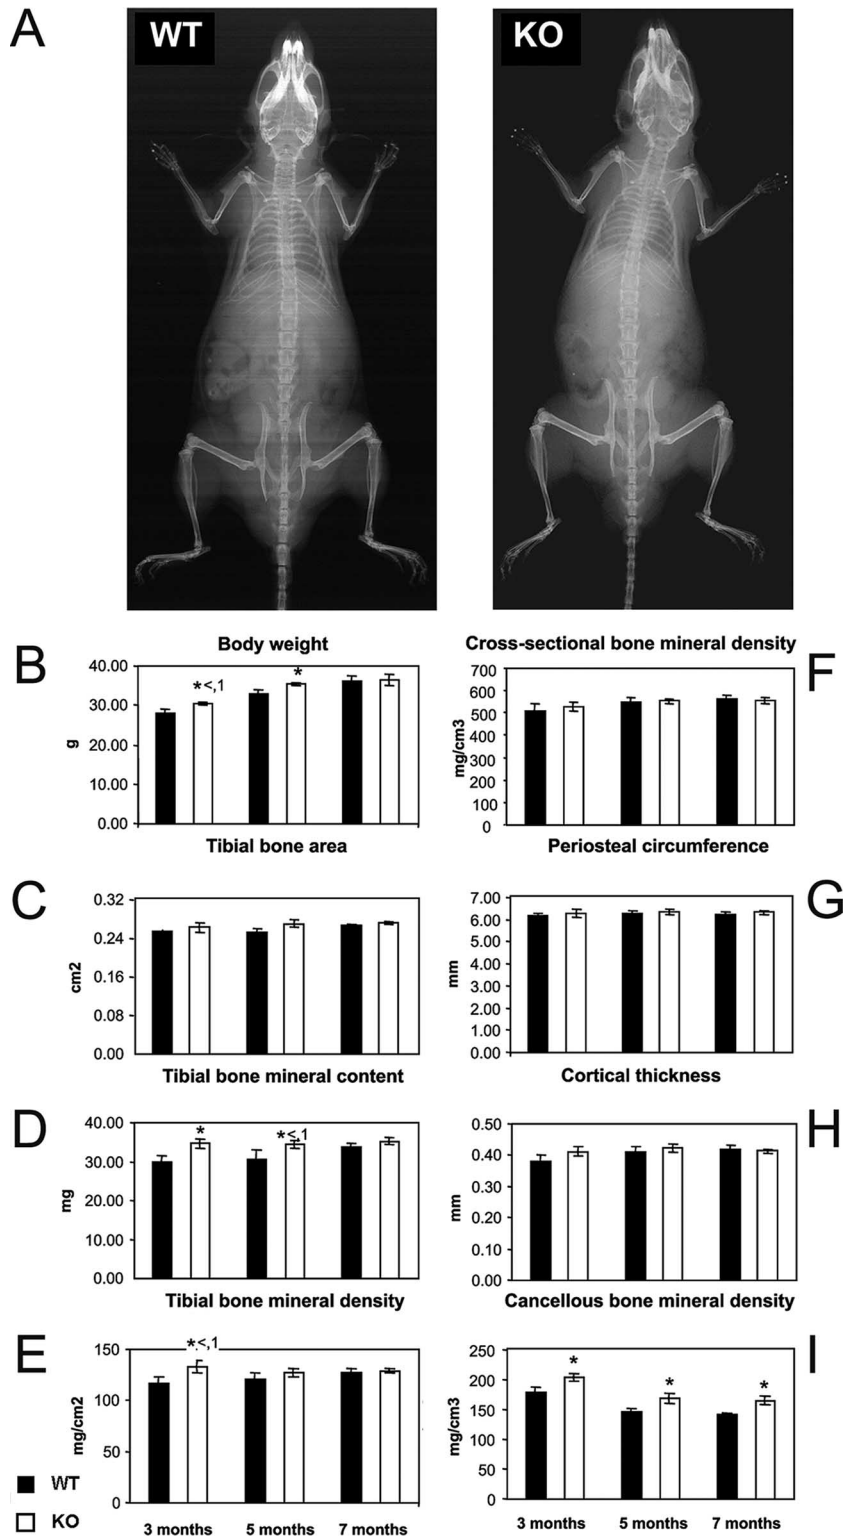 A
WT
KO
Body weight
B
g
40.00
30.00
20.00
10.00
0.00
*<,1
*
Cross-sectional bone mineral density
F
mg/cm3
700
600
500
400
300
200
100
0
Tibial bone area
C
cm2
0.32
0.24
0.16
0.08
0.00
Periosteal circumference
G
mm
7.00
6.00
5.00
4.00
3.00
2.00
1.00
0.00
Tibial bone mineral content
D
mg
40.00
30.00
20.00
10.00
0.00
*
*<,1
Cortical thickness
H
mm
0.50
0.40
0.30
0.20
0.10
0.00
Tibial bone mineral density
E
mg/cm2
150
100
50
0
*<,1
3 months
5 months
7 months
Cancellous bone mineral density
I
mg/cm3
250
200
150
100
50
0
*
*
*
3 months
5 months
7 months
WT
KO